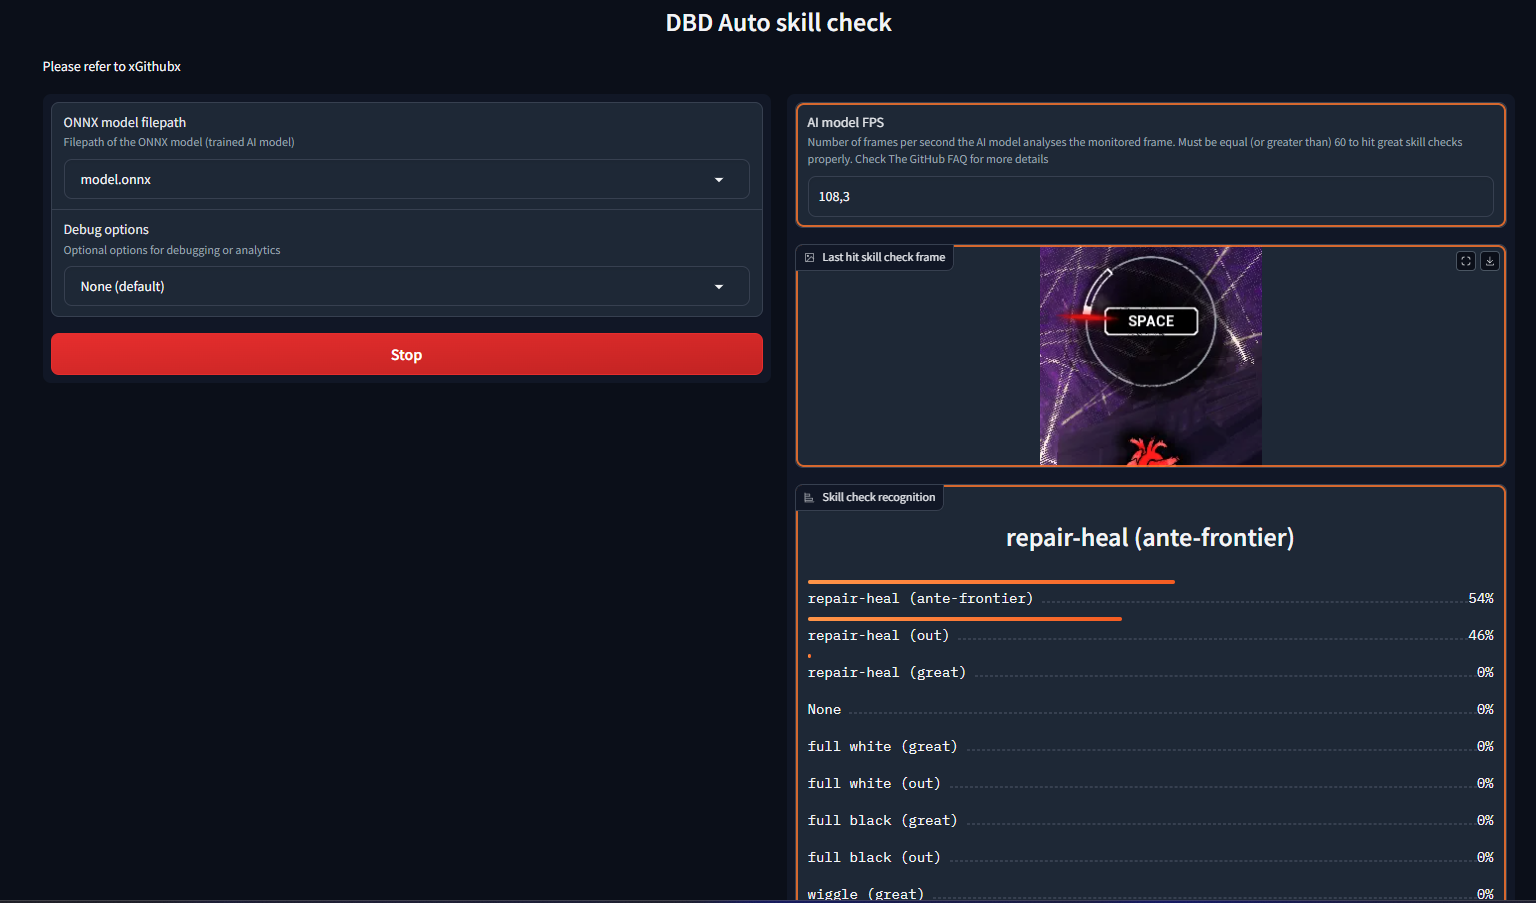 DBD Auto skill check
Please refer to xGithubx
ONNX model filepath
Filepath of the ONNX model (trained AI model)
model.onnx
Debug options
Optional options for debugging or analytics
None (default)
Stop
AI model FPS
Number of frames per second the AI model analyses the monitored frame. Must be equal (or greater than) 60 to hit great skill checks
properly. Check The GitHub FAQ for more details
108,3
Last hit skill check frame
SPACE
Skill check recognition
repair-heal (ante-frontier)
repair-heal (ante-frontier) 54%
repair-heal (out) 46%
repair-heal (great) 0%
None 0%
full white (great) 0%
full white (out) 0%
full black (great) 0%
full black (out) 0%
wiggle (great) 0%